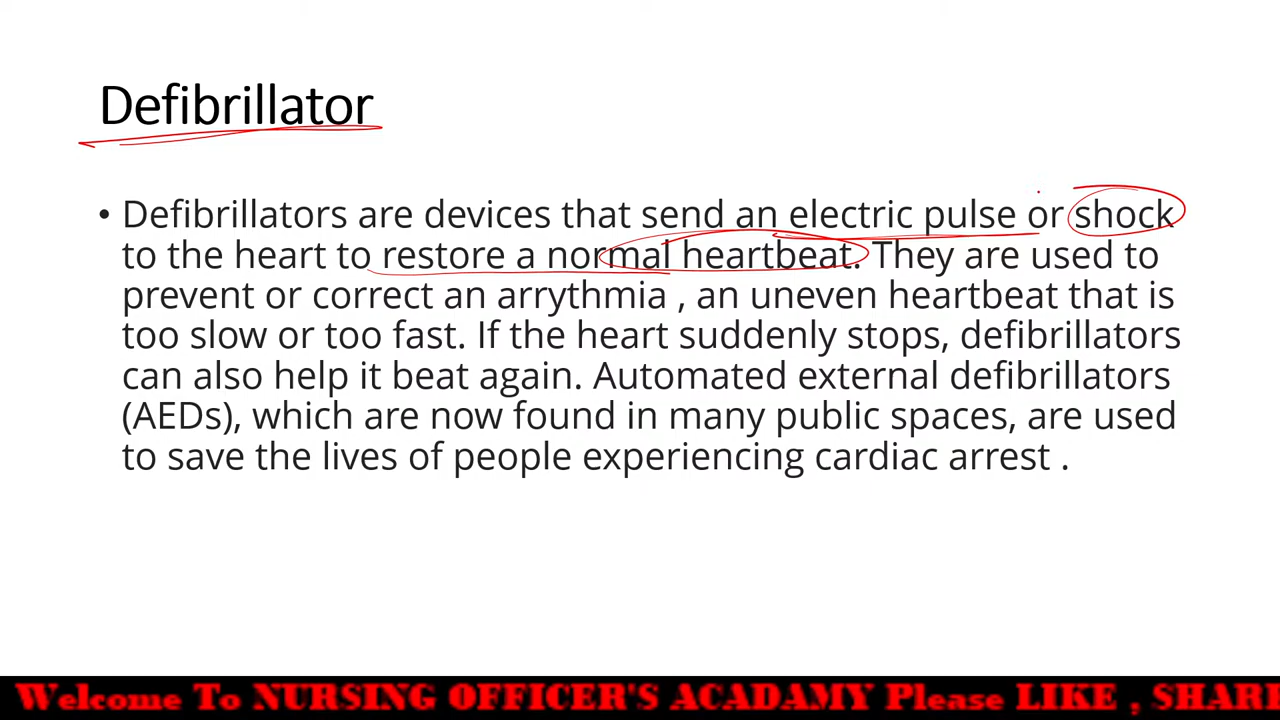 Defibrillator
• Defibrillators are devices that send an electric pulse or shock
to the heart to restore a normal heartbeat. They are used to
prevent or correct an arrythmia , an uneven heartbeat that is
too slow or too fast. If the heart suddenly stops, defibrillators
can also help it beat again. Automated external defibrillators
(AEDs), which are now found in many public spaces, are used
to save the lives of people experiencing cardiac arrest .
Welcome To NURSING OFFICER'S ACADAMY Please LIKE , SHARE